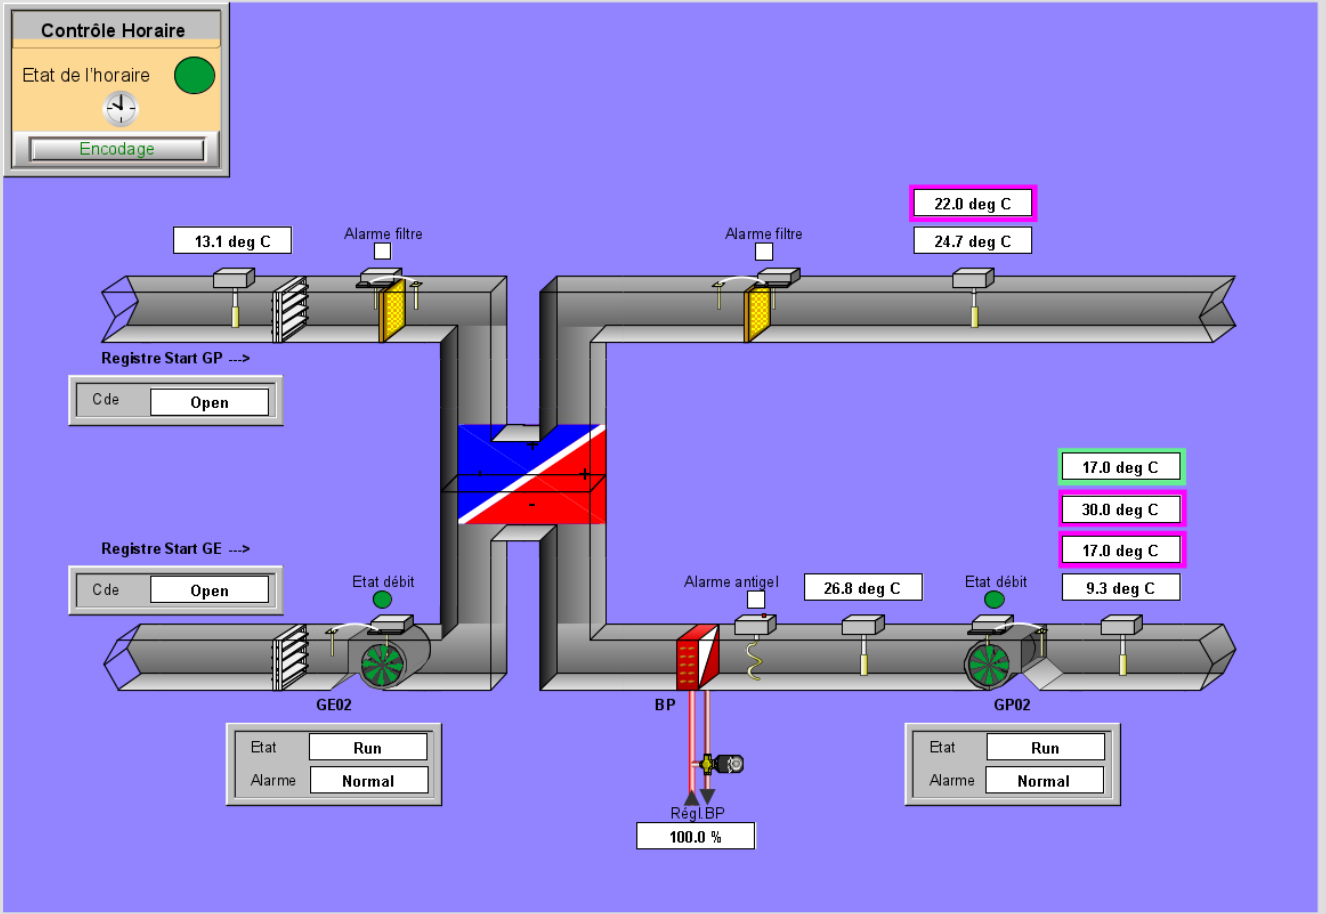 Contrôle Horaire
Etat de l'horaire
Encodage
22.0 deg C
13.1 deg C
Alarme filtre
Alarme filtre
24.7 deg C
Registre Start GP --->
Cde
Open
17.0 deg C
30.0 deg C
17.0 deg C
Registre Start GE --->
Cde
Open
Etat débit
Alarme antigel
26.8 deg C
Etat débit
9.3 deg C
GE02
BP
GP02
Etat
Run
Alarme
Normal
Etat
Run
Alarme
Normal
Régl.BP
100.0 %